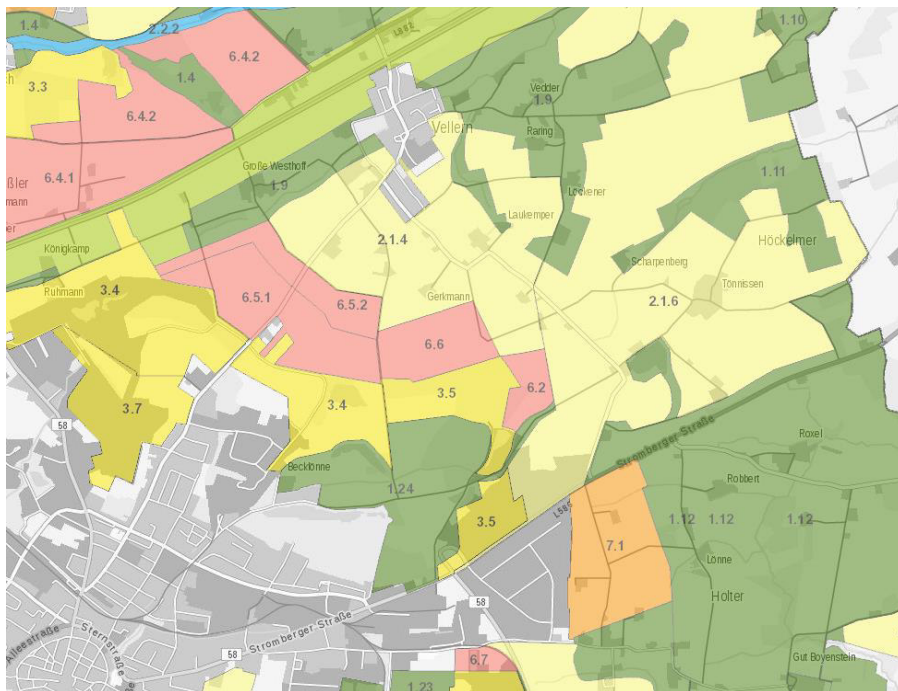 1.4
2.2.2
L882
6.4.2
1.10
3.3
1.4
6.4.2
Vedder
1.9
Vellern
Raring
6.4.1
Große Westhoff
1.9
1.11
Lockener
Laukemper
Königkamp
2.1.4
Höckelmer
Scharpenberg
Tönnissen
Ruhmann
3.4
6.5.1
6.5.2
Gerkmann
2.1.6
6.6
6.2
3.7
3.4
3.5
58
Stromberger Straße
Roxel
Becklönne
Robbert
1.24
3.5
L586
1.12
1.12
1.12
7.1
Lönne
Holter
58
Alleestraße
Sternstraße
Stromberger-Straße
58
6.7
Gut Boyenstein
1.23